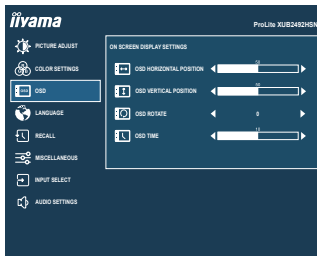 iiyama
ProLite XUB2492HSN
PICTURE ADJUST
COLOR SETTINGS
OSD
LANGUAGE
RECALL
MISCELLANEOUS
INPUT SELECT
AUDIO SETTINGS
ON SCREEN DISPLAY SETTINGS
OSD HORIZONTAL POSITION
OSD VERTICAL POSITION
OSD ROTATE 0
OSD TIME